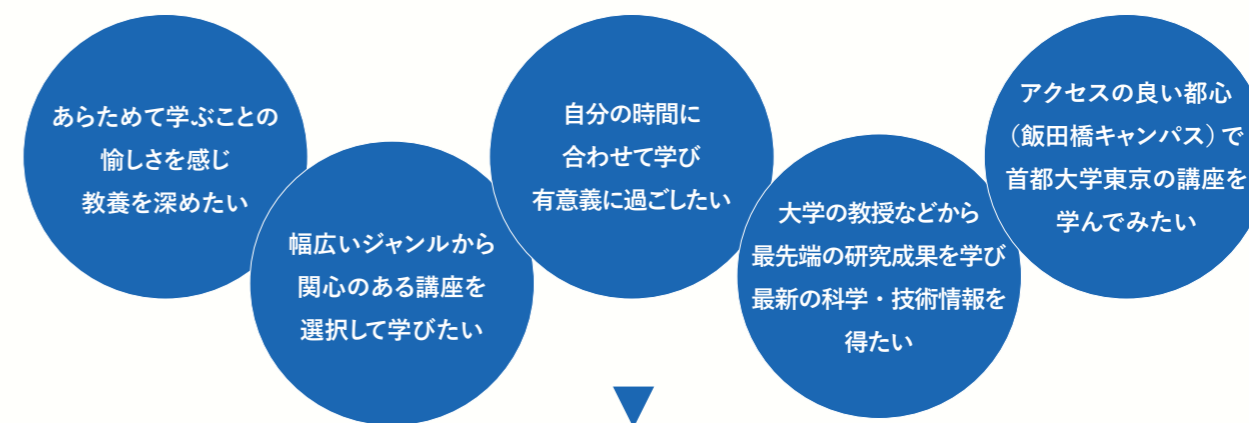 あらためて学ぶことの
愉しさを感じ
教養を深めたい
幅広いジャンルから
関心のある講座を
選択して学びたい
自分の時間に
合わせて学び
有意義に過ごしたい
大学の教授などから
最先端の研究成果を学び
最新の科学・技術情報を
得たい
アクセスの良い都心
（飯田橋キャンパス）で
首都大学東京の講座を
学んでみたい